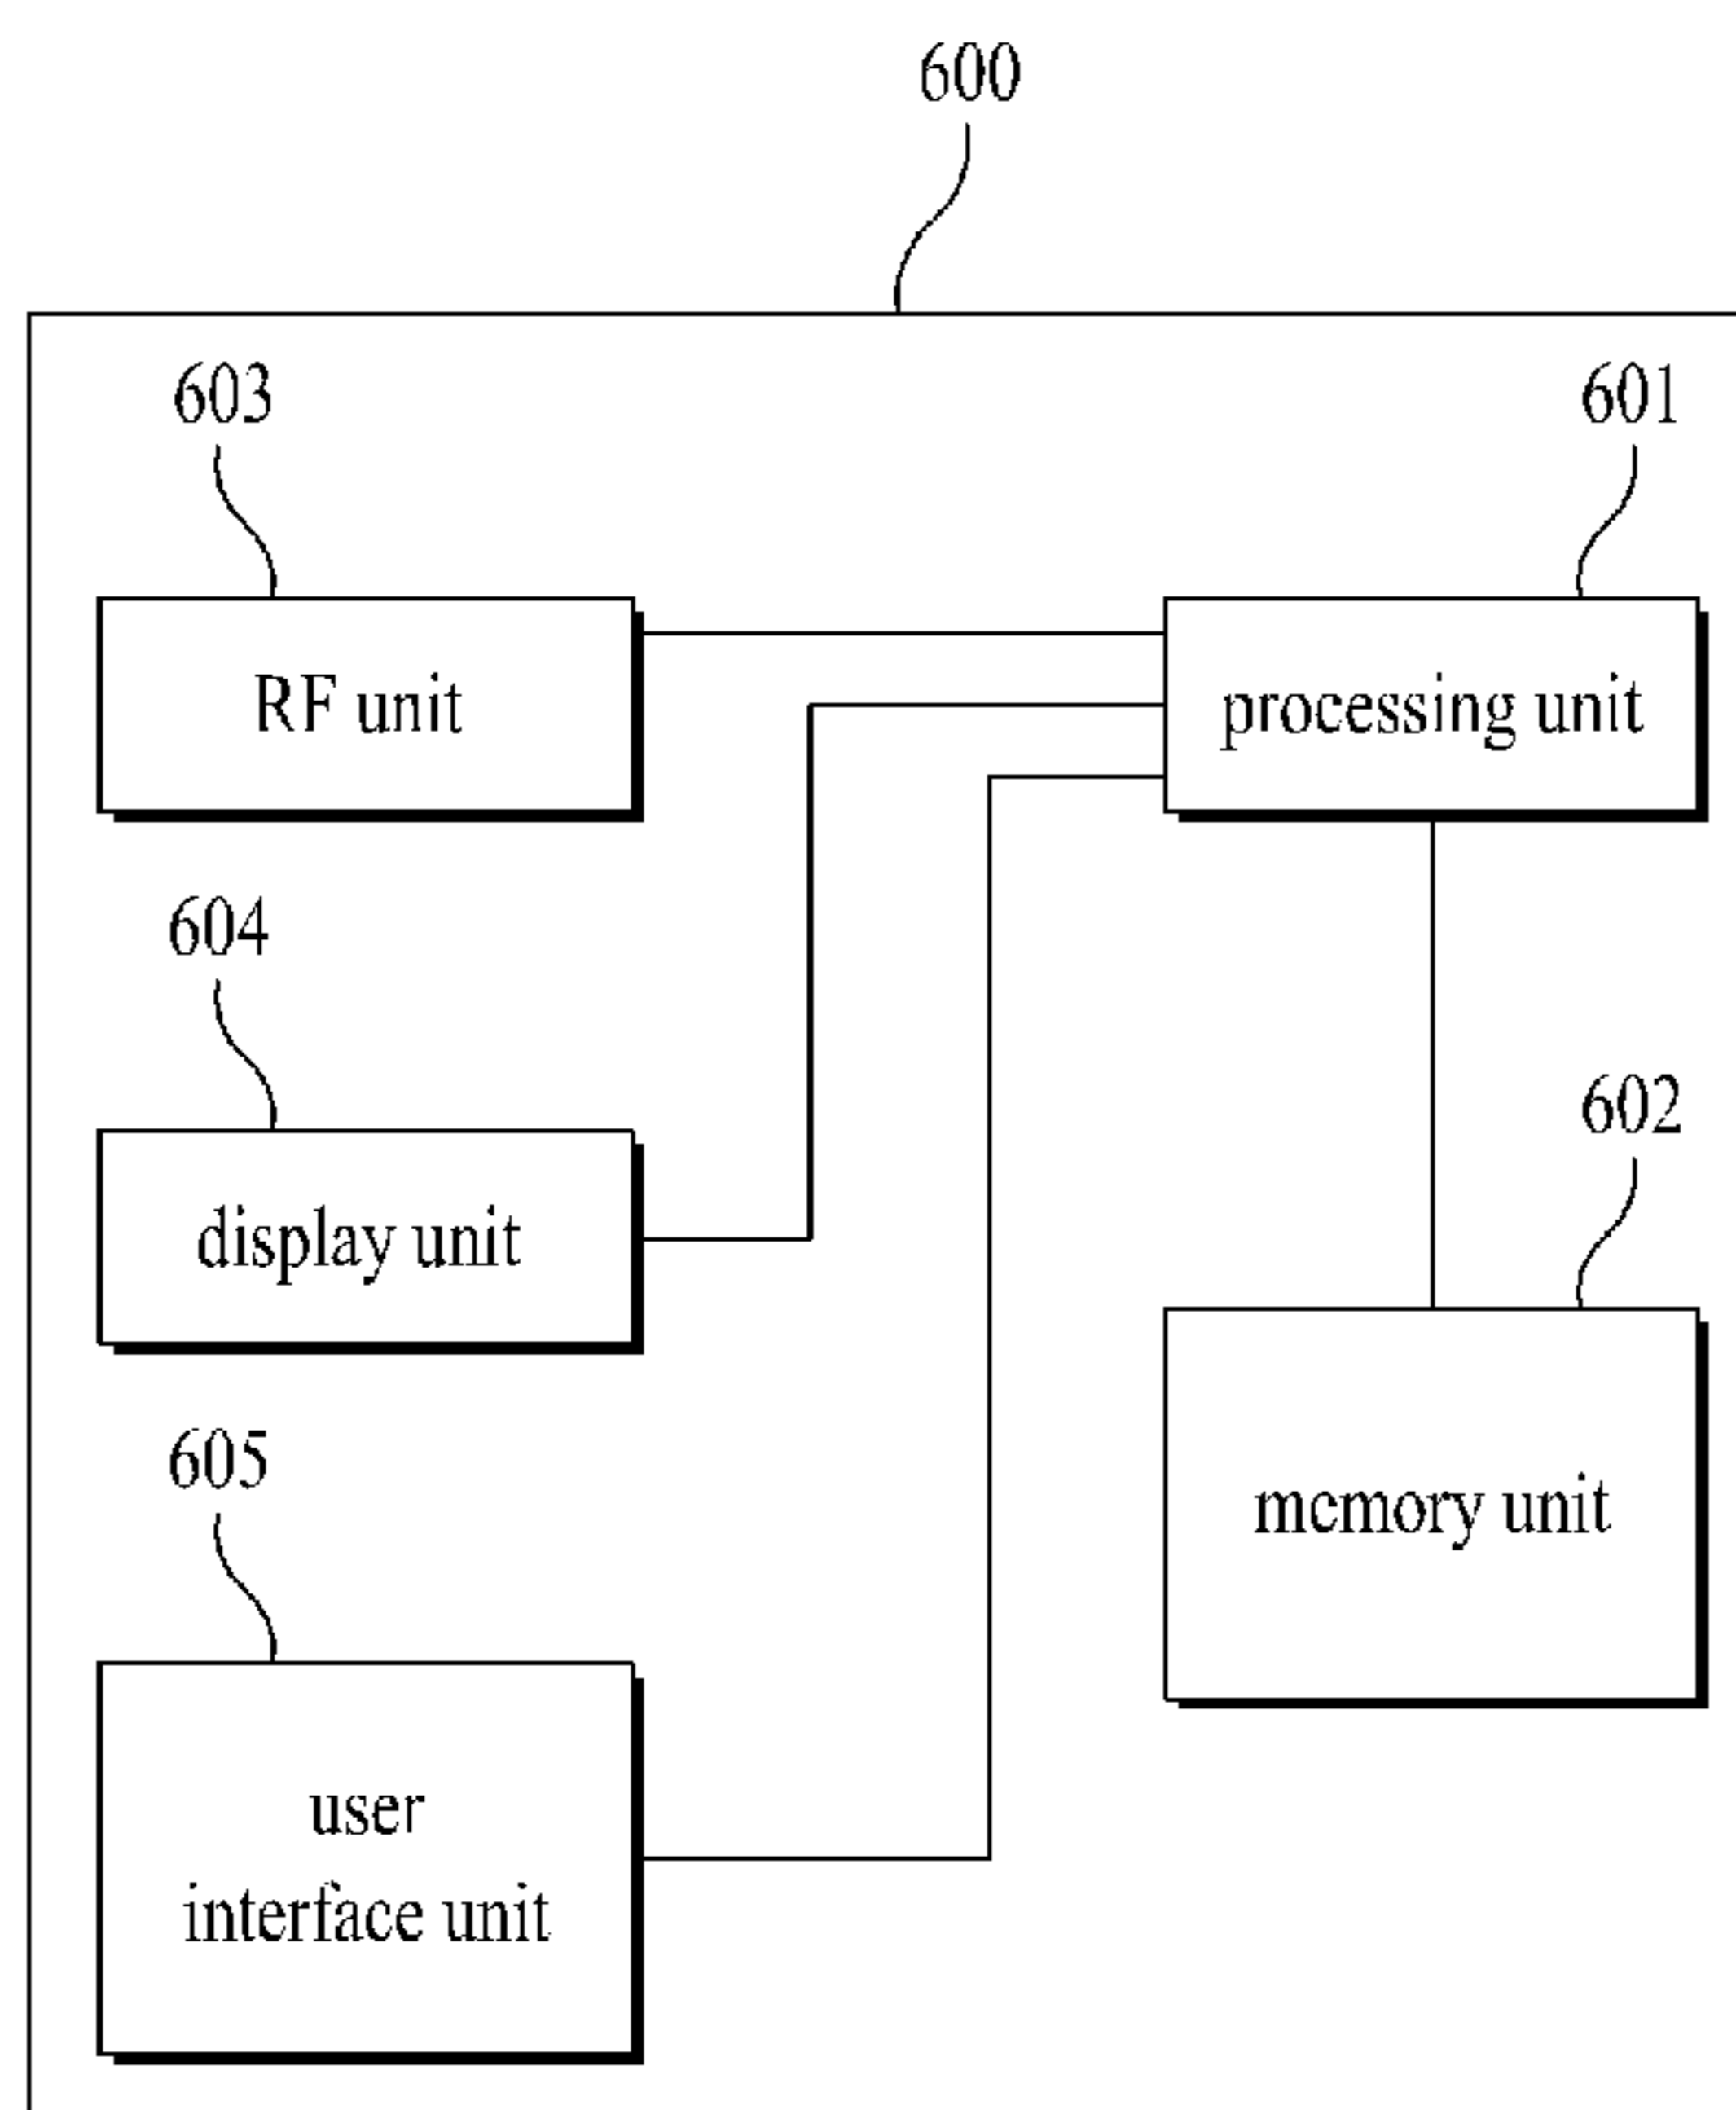 600
603
601
RF unit
processing unit
604
602
display unit
605
memory unit
user
interface unit